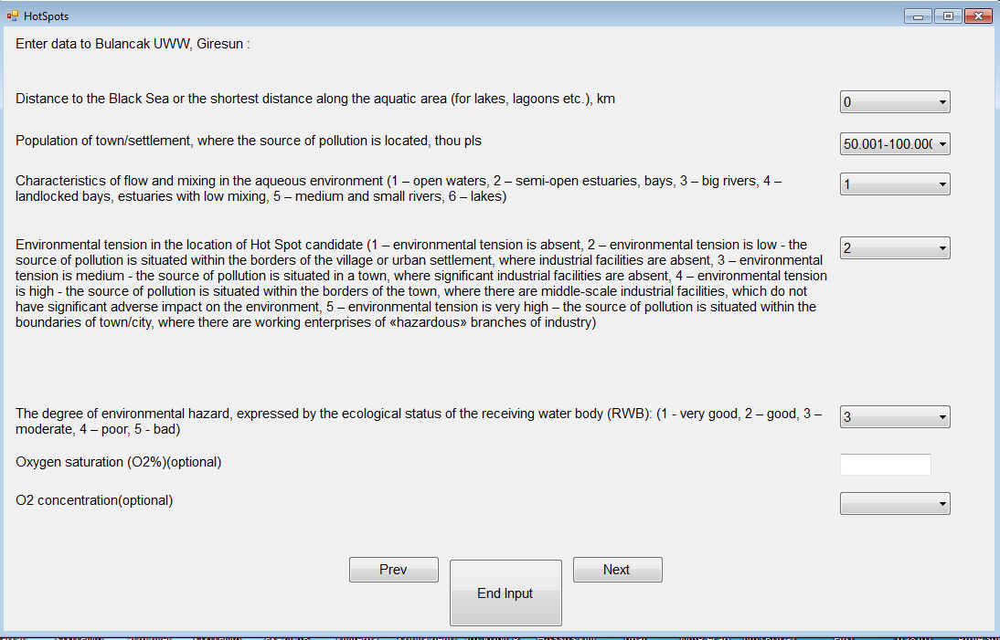 HotSpots
Enter data to Bulancak UWW, Giresun :
Distance to the Black Sea or the shortest distance along the aquatic area (for lakes, lagoons etc.), km
0
Population of town/settlement, where the source of pollution is located, thou pls
50.001-100.000
Characteristics of flow and mixing in the aqueous environment (1 – open waters, 2 – semi-open estuaries, bays, 3 – big rivers, 4 –
landlocked bays, estuaries with low mixing, 5 – medium and small rivers, 6 – lakes)
1
Environmental tension in the location of Hot Spot candidate (1 – environmental tension is absent, 2 – environmental tension is low - the
source of pollution is situated within the borders of the village or urban settlement, where industrial facilities are absent, 3 – environmental
tension is medium - the source of pollution is situated in a town, where significant industrial facilities are absent, 4 – environmental tension
is high - the source of pollution is situated within the borders of the town, where there are middle-scale industrial facilities, which do not
have significant adverse impact on the environment, 5 – environmental tension is very high – the source of pollution is situated within the
boundaries of town/city, where there are working enterprises of «hazardous» branches of industry)
2
The degree of environmental hazard, expressed by the ecological status of the receiving water body (RWB): (1 - very good, 2 – good, 3 –
moderate, 4 – poor, 5 - bad)
3
Oxygen saturation (O2%)(optional)
O2 concentration(optional)
Prev
End Input
Next